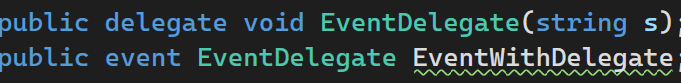 public delegate void EventDelegate(string s);
public event EventDelegate EventWithDelegate;